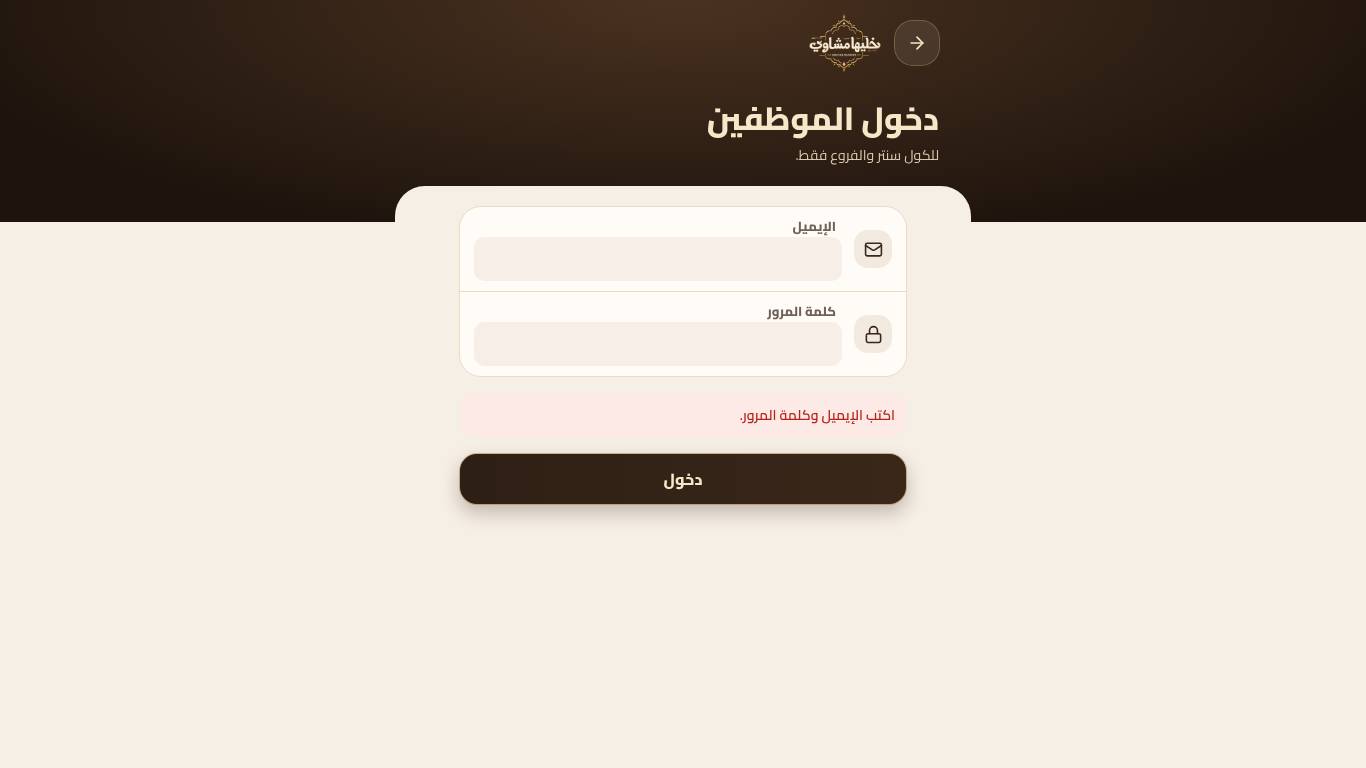 خليها مشاوي
دخول الموظفين
للكول سنتر والفروع فقط.
الإيميل
كلمة المرور
اكتب الإيميل وكلمة المرور.
دخول